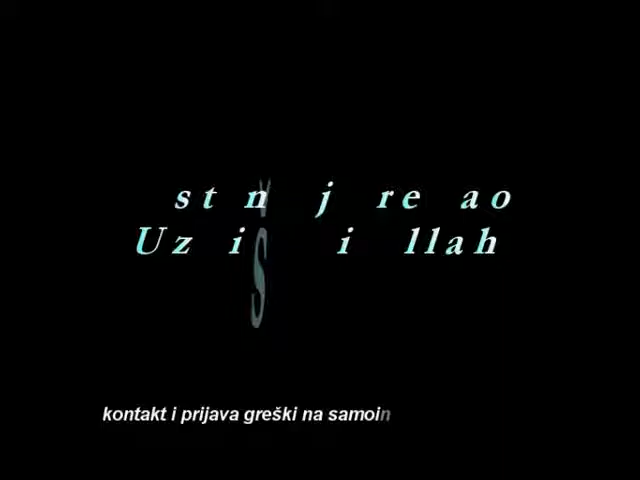 st n j re ao
Uz i S i llah
kontakt i prijava greški na samoin